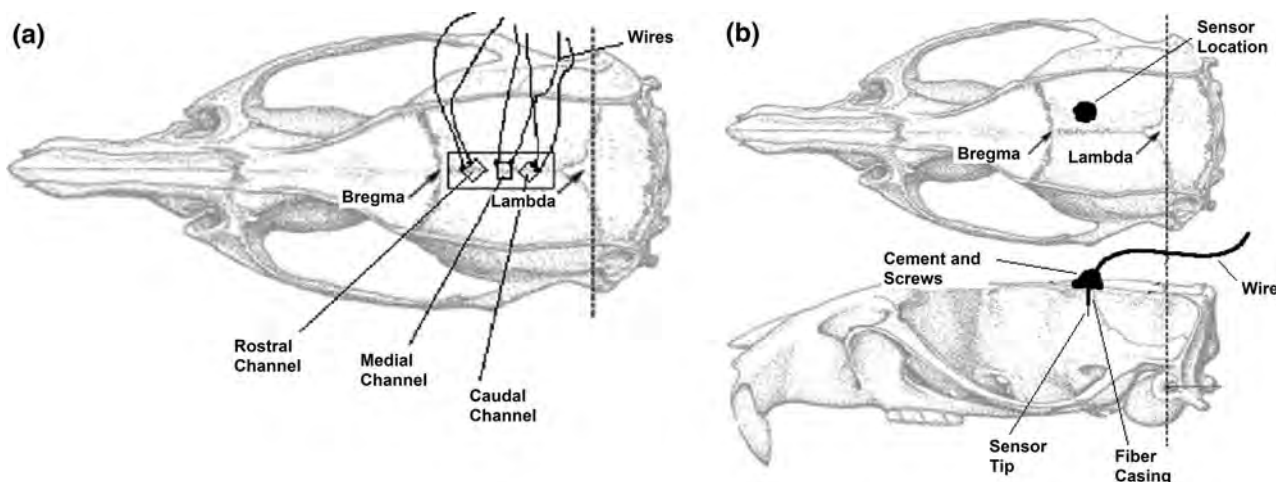 (a)
Wires
Bregma
Lambda
Rostral
Channel
Medial
Channel
Caudal
Channel
(b)
Sensor
Location
Bregma
Lambda
Cement and
Screws
Wire
Sensor
Tip
Fiber
Casing